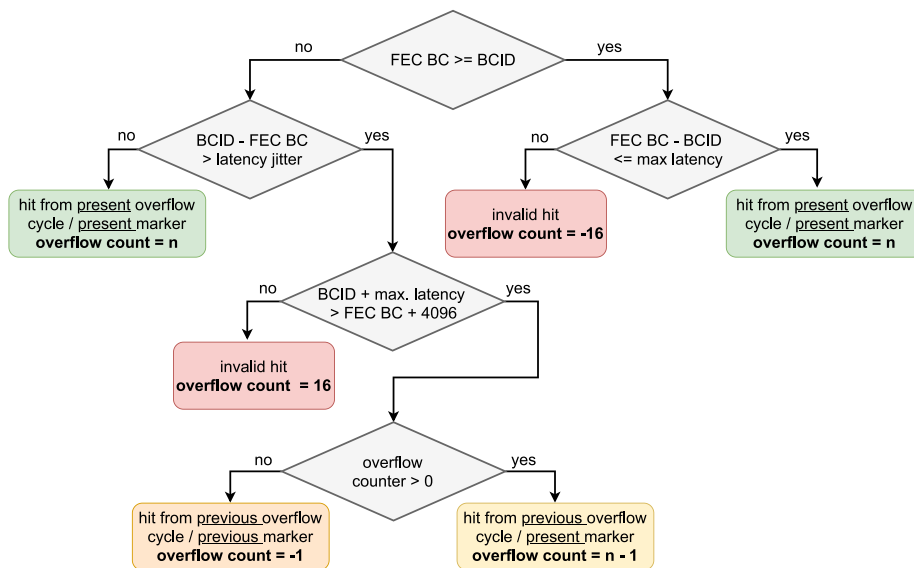 no
FEC BC >= BCID
yes
no
BCID - FEC BC
> latency jitter
yes
no
FEC BC - BCID
<= max latency
yes
hit from present overflow
cycle / present marker
overflow count = n
invalid hit
overflow count = -16
hit from present overflow
cycle / present marker
overflow count = n
no
BCID + max. latency
> FEC BC + 4096
yes
invalid hit
overflow count = 16
no
overflow
counter > 0
yes
hit from previous overflow
cycle / previous marker
overflow count = -1
hit from previous overflow
cycle / present marker
overflow count = n - 1